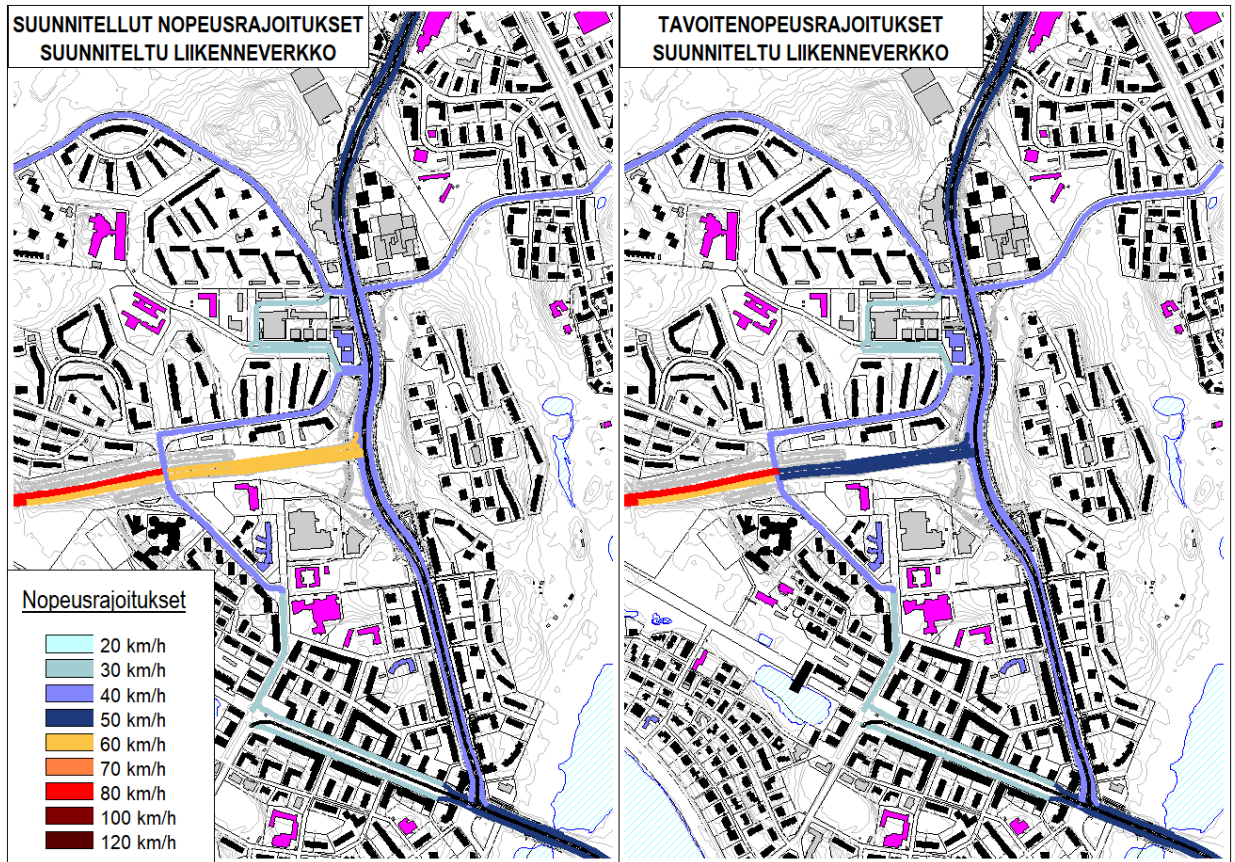 SUUNNITELLUT NOPEUSRAJOITUKSET
SUUNNITELTU LIIKENNEVERKKO
TAVOITENOPEUSRAJOITUKSET
SUUNNITELTU LIIKENNEVERKKO
Nopeusrajoitukset
20 km/h
30 km/h
40 km/h
50 km/h
60 km/h
70 km/h
80 km/h
100 km/h
120 km/h